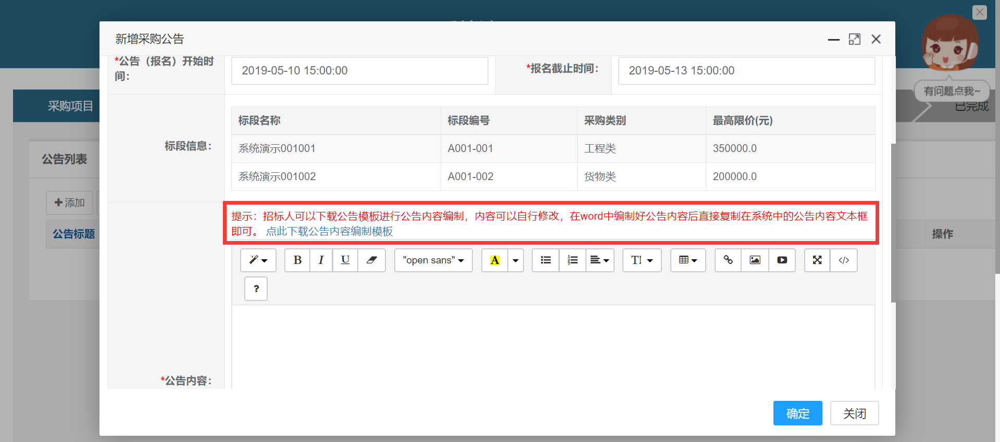 新增采购公告
有问题点我~
采购项目
已完成
公告列表
添加
公告标题
操作
*公告（报名）开始时间：
2019-05-10 15:00:00
*报名截止时间：
2019-05-13 15:00:00
标段信息：
标段名称 标段编号 采购类别 最高限价(元)
系统演示001001 A001-001 工程类 350000.0
系统演示001002 A001-002 货物类 200000.0
提示：招标人可以下载公告模板进行公告内容编制，内容可以自行修改，在word中编制好公告内容后直接复制在系统中的公告内容文本框
即可。 点此下载公告内容编制模板
B I U "open sans" A T </>
?
*公告内容：
确定 关闭